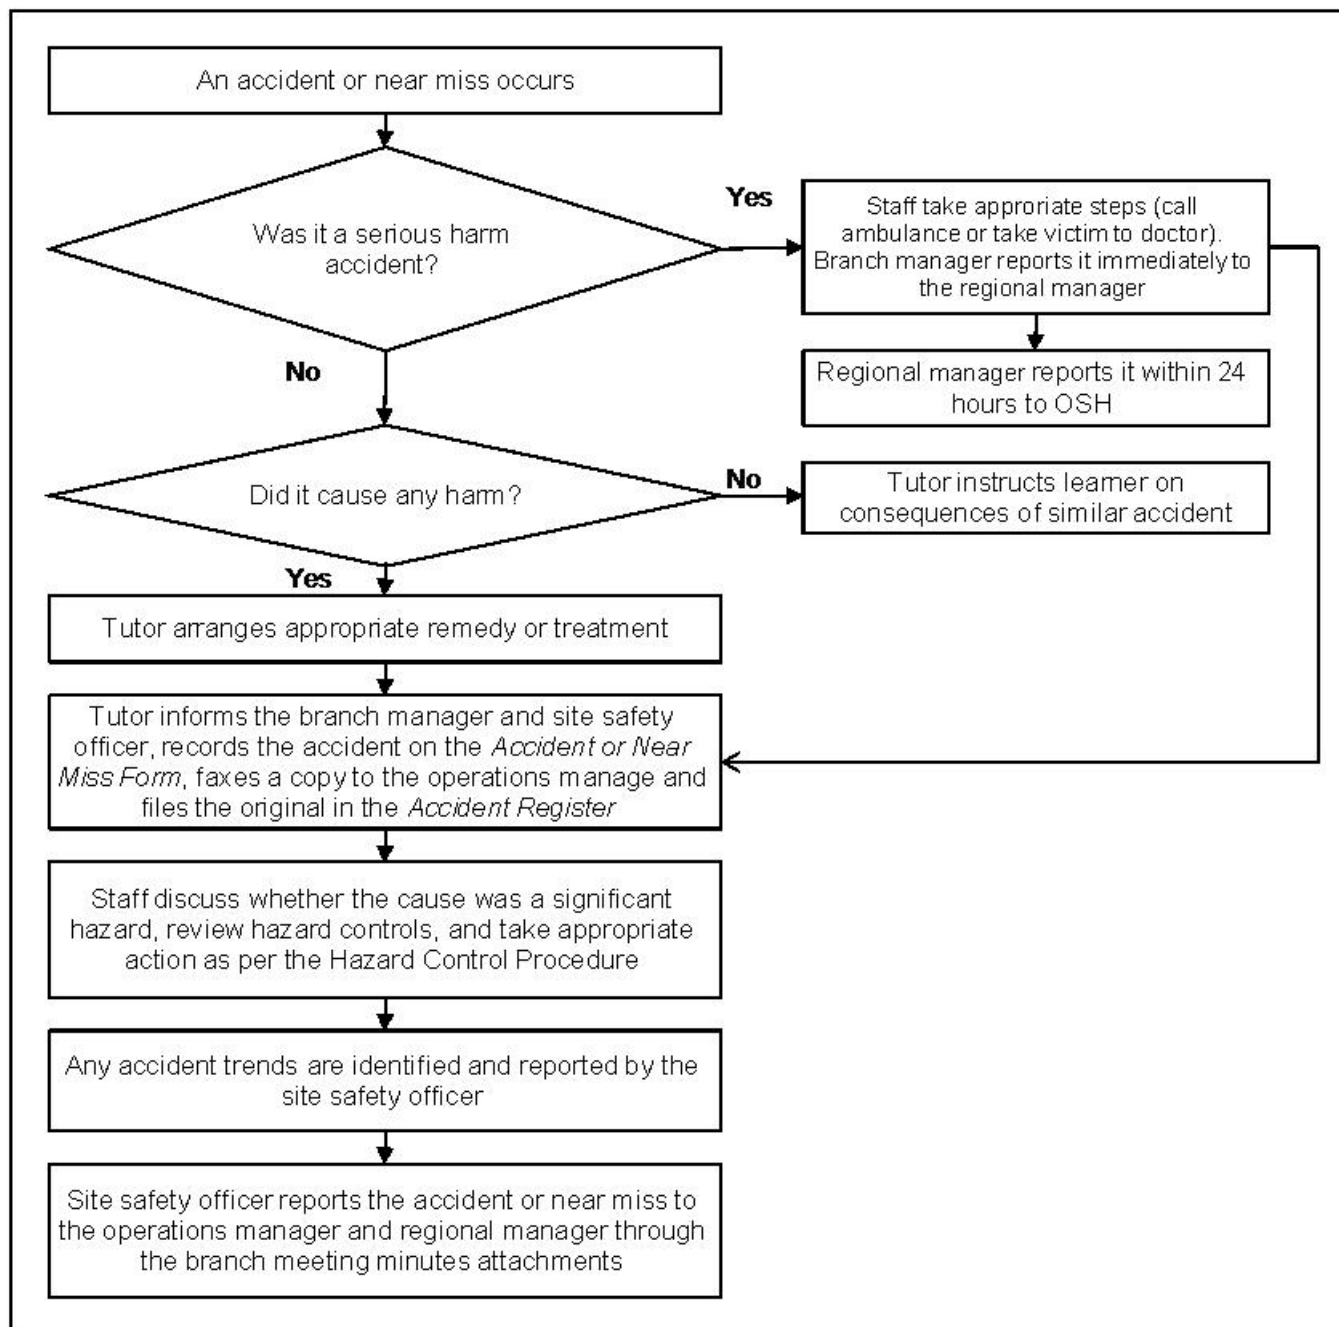 An accident or near miss occurs
Was it a serious harm
accident?
Yes
Staff take approriate steps (call
ambulance or take victim to doctor).
Branch manager reports it immediately to
the regional manager
No
Regional manager reports it within 24
hours to OSH
Did it cause any harm?
No
Tutor instructs learner on
consequences of similar accident
Yes
Tutor arranges appropriate remedy or treatment
Tutor informs the branch manager and site safety
officer, records the accident on the Accident or Near
Miss Form, faxes a copy to the operations manage and
files the original in the Accident Register
Staff discuss whether the cause was a significant
hazard, review hazard controls, and take appropriate
action as per the Hazard Control Procedure
Any accident trends are identified and reported by the
site safety officer
Site safety officer reports the accident or near miss to
the operations manager and regional manager through
the branch meeting minutes attachments